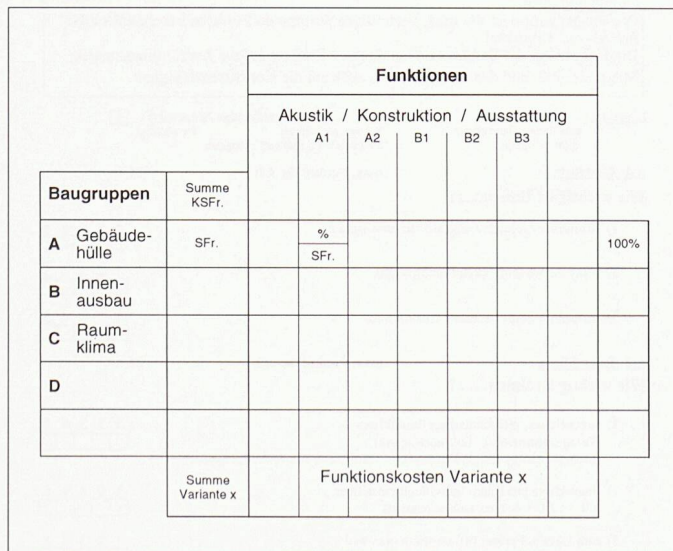 Funktionen
Akustik / Konstruktion / Ausstattung
A1 A2 B1 B2 B3
Baugruppen
Summe
KSFr.
A Gebäude-
hülle
SFr.
%
SFr.
100%
B Innen-
ausbau
C Raum-
klima
D
Summe
Variante x
Funktionskosten Variante x